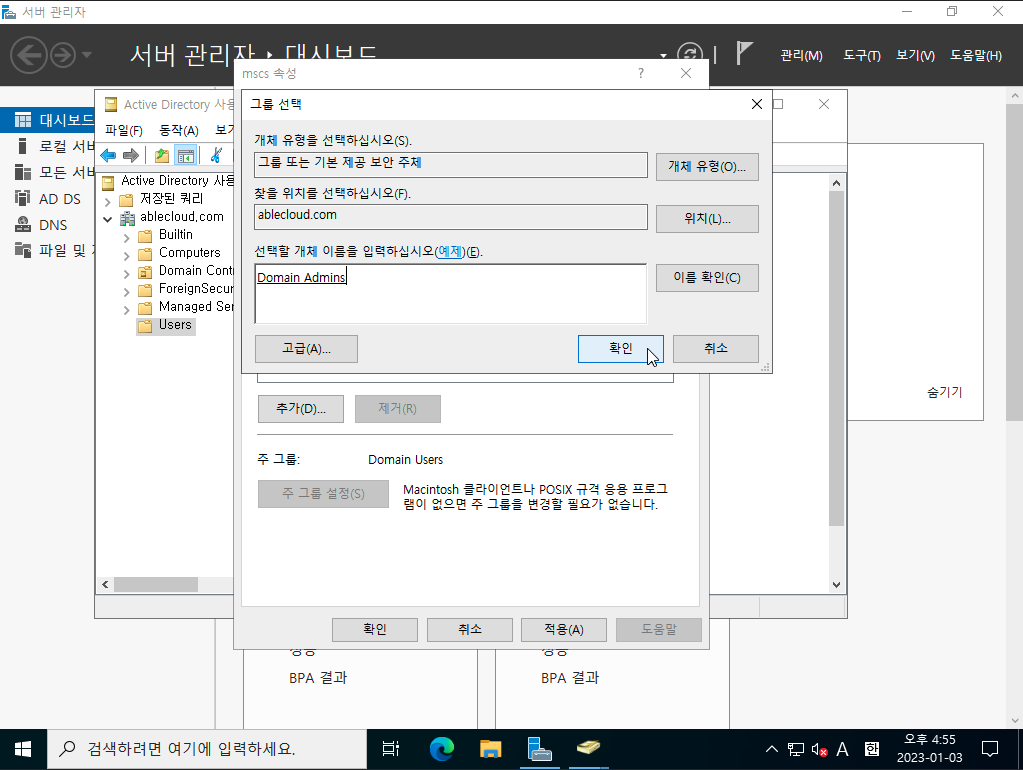 서버 관리자
서버 관리자 ‣ 대시보드
관리(M) 도구(T) 보기(V) 도움말(H)
대시보드
로컬 서버
모든 서버
AD DS
DNS
파일 및
Active Directory 사용
파일(F) 동작(A) 보기
Active Directory 사용
저장된 쿼리
ablecloud.com
Builtin
Computers
Domain Contr
ForeignSecur
Managed Ser
Users
mscs 속성
?
그룹 선택
개체 유형을 선택하십시오(S).
그룹 또는 기본 제공 보안 주체
개체 유형(O)...
찾을 위치를 선택하십시오(F).
ablecloud.com
위치(L)...
선택할 개체 이름을 입력하십시오(예제)(E).
Domain Admins
이름 확인(C)
고급(A)...
확인
취소
추가(D)...
제거(R)
주 그룹:
Domain Users
주 그룹 설정(S)
Macintosh 클라이언트나 POSIX 규격 응용 프로그
램이 없으면 주 그룹을 변경할 필요가 없습니다.
확인
취소
적용(A)
도움말
숨기기
성능
BPA 결과
성능
BPA 결과
검색하려면 여기에 입력하세요.
A
한
오후 4:55
2023-01-03